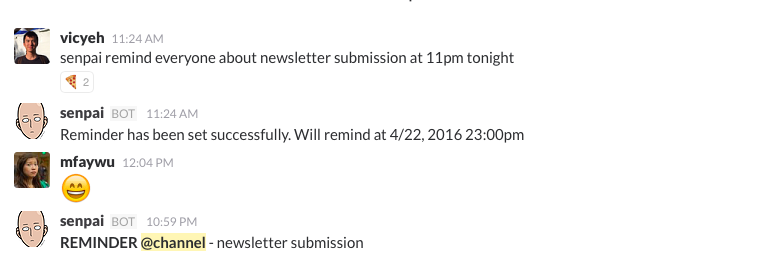 vicyeh 11:24 AM
senpai remind everyone about newsletter submission at 11pm tonight
2
senpai BOT 11:24 AM
Reminder has been set successfully. Will remind at 4/22, 2016 23:00pm
mfaywu 12:04 PM
senpai BOT 10:59 PM
REMINDER @channel - newsletter submission